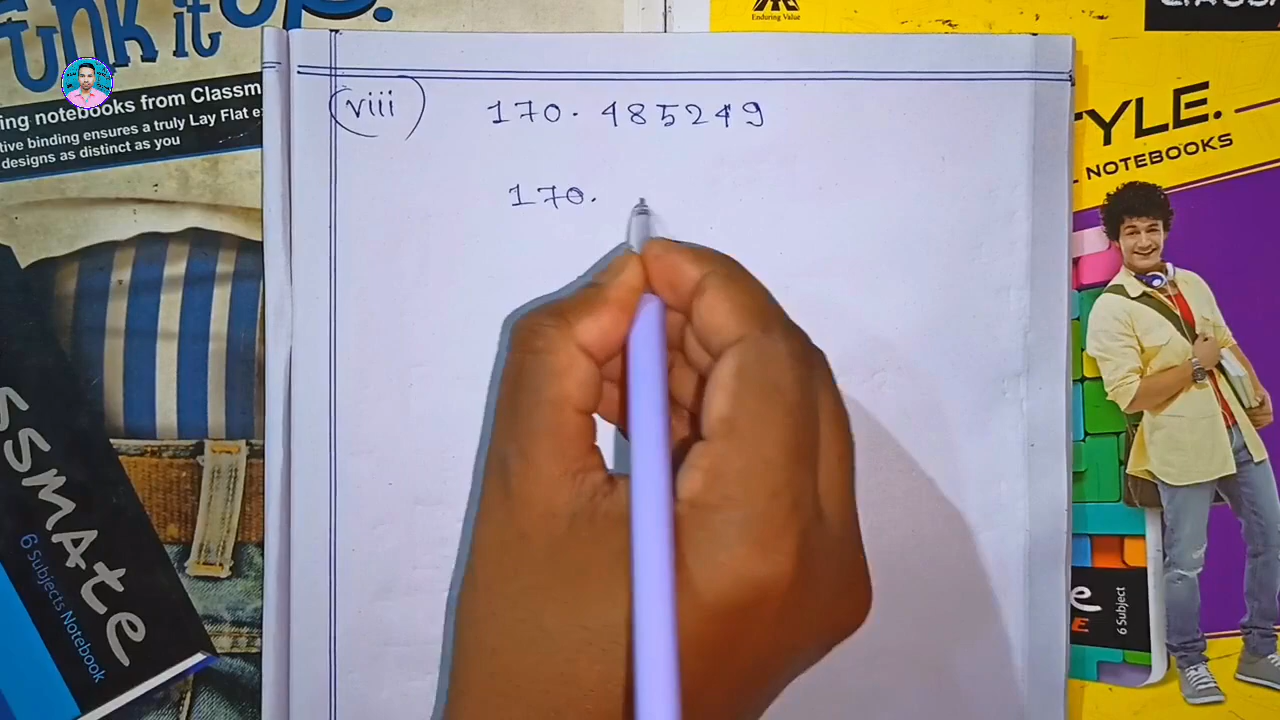 unk it up.
ing notebooks from Classm
tive binding ensures a truly Lay Flat e
designs as distinct as you
Enduring Value
(viii) 170.485249
170.
TYLE.
NOTEBOOKS
ssmate
6 Subjects Notebook
6 Subject